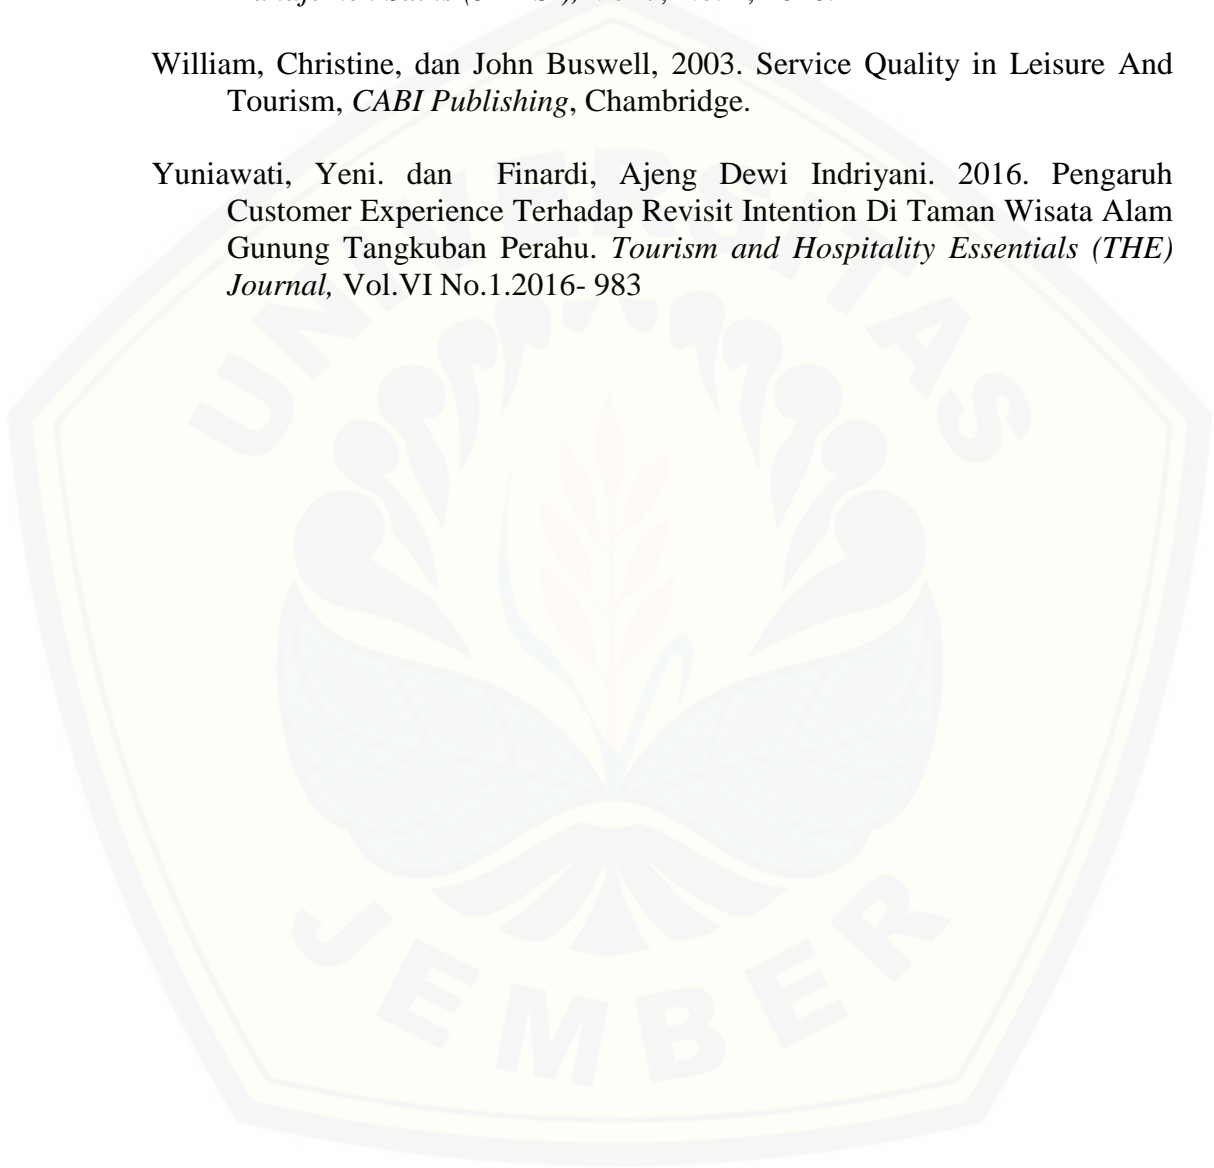 William, Christine, dan John Buswell, 2003. Service Quality in Leisure And
Tourism, CABI Publishing, Chambridge.
Yuniawati, Yeni. dan Finardi, Ajeng Dewi Indriyani. 2016. Pengaruh
Customer Experience Terhadap Revisit Intention Di Taman Wisata Alam
Gunung Tangkuban Perahu. Tourism and Hospitality Essentials (THE)
Journal, Vol.VI No.1.2016- 983
UNIVERSITAS
JEMBER